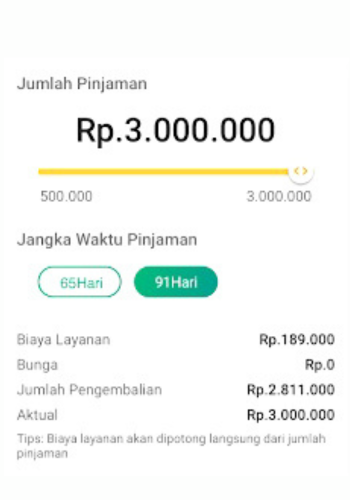 Jumlah Pinjaman
Rp.3.000.000
500.000 3.000.000
Jangka Waktu Pinjaman
65Hari 91Hari
Biaya Layanan Rp.189.000
Bunga Rp.0
Jumlah Pengembalian Rp.2.811.000
Aktual Rp.3.000.000
Tips: Biaya layanan akan dipotong langsung dari jumlah
pinjaman